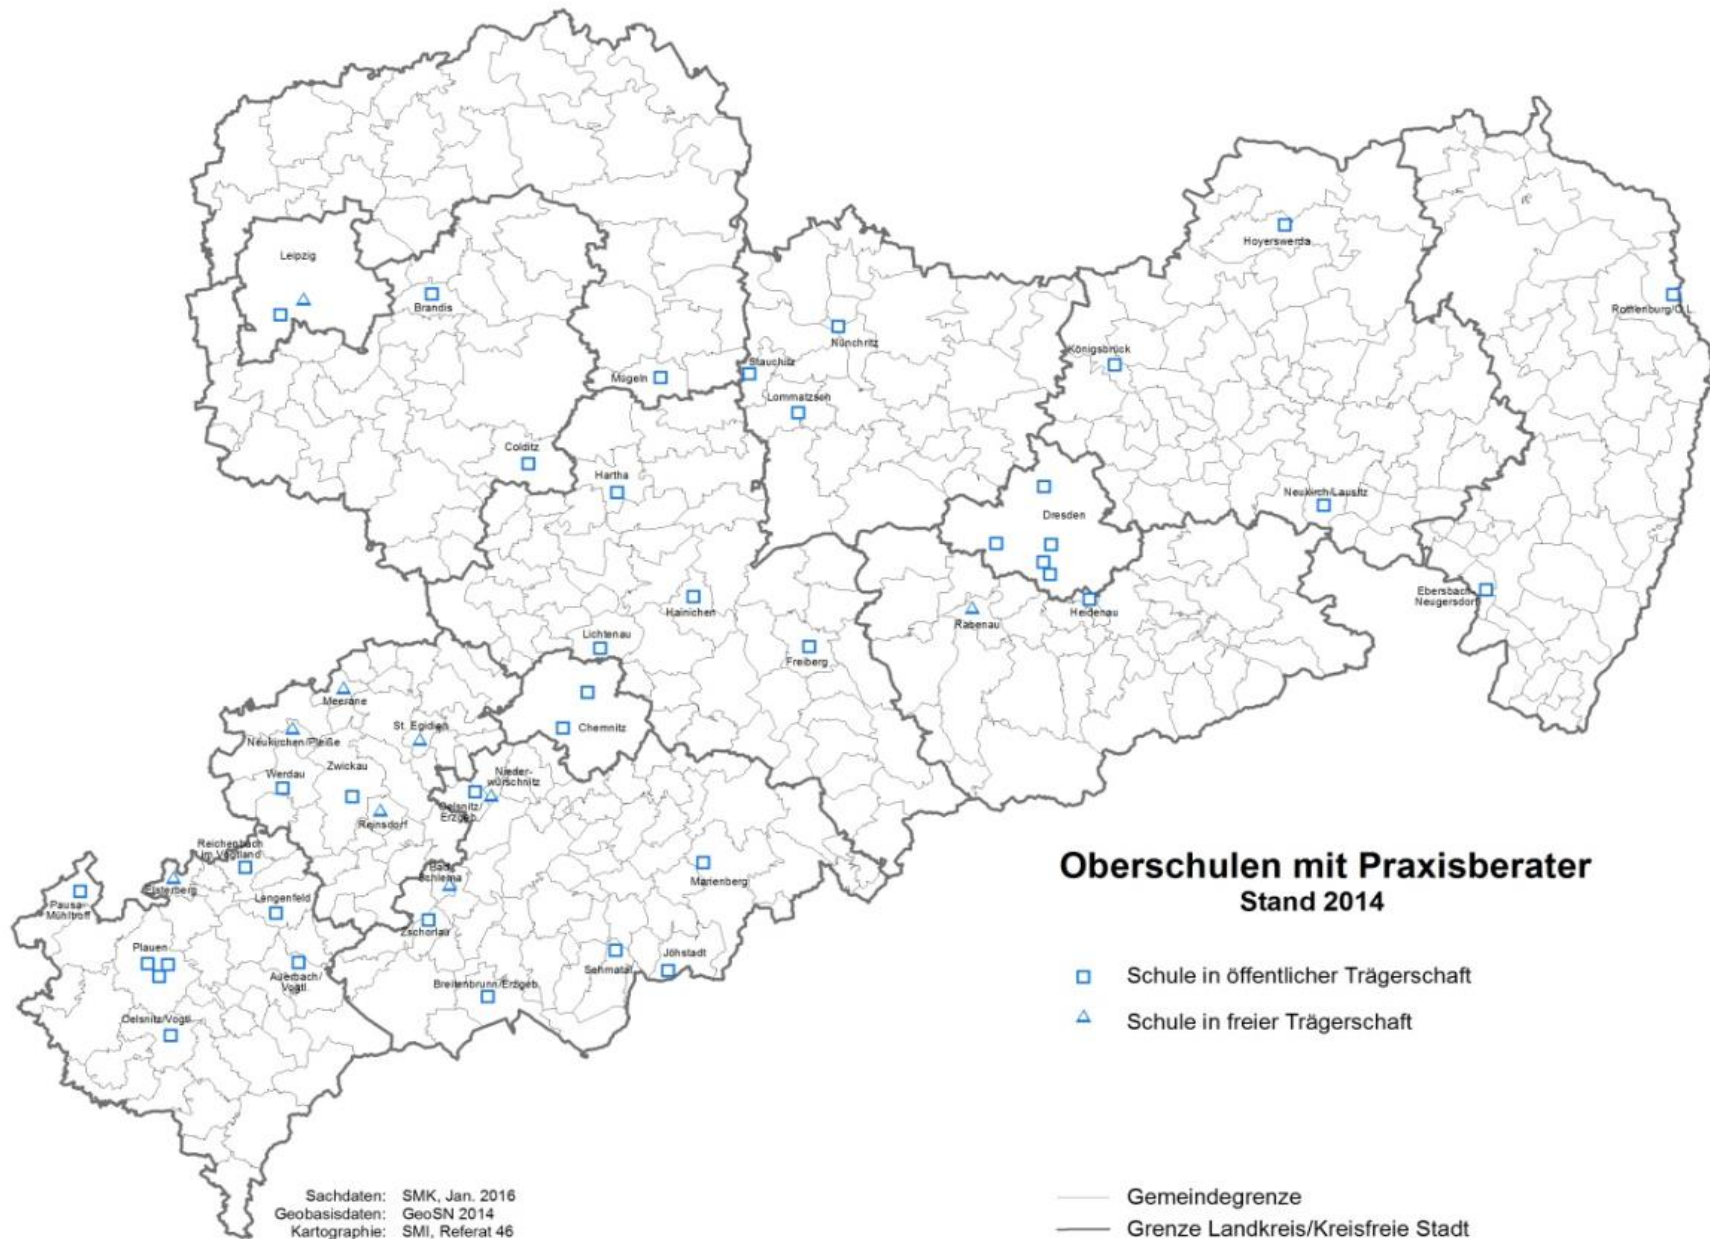 Leipzig
Hoyerswerda
Brandis
Rothenburg/O.L.
Nünchritz
Königsbrück
Stauchitz
Mügeln
Lommatzsch
Colditz
Hartha
Neukirch/Lausitz
Dresden
Ebersbach-
Neugersdorf
Hainichen
Heidenau
Rabenau
Lichtenau
Freiberg
Meerane
St. Egidien
Chemnitz
Neukirchen/Pleiße
Zwickau
Werdau
Nieder-
würschnitz
Oelsnitz/
Erzgeb.
Reinsdorf
Reichenbach
im Vogtland
Bad
Schlema
Marienberg
Elsterberg
Pausa-
Mühltroff
Lengenfeld
Zschorlau
Plauen
Jöhstadt
Sehmatal
Auerbach/
Vogtl.
Breitenbrunn/Erzgeb.
Oelsnitz/Vogtl.
Oberschulen mit Praxisberater
Stand 2014
Schule in öffentlicher Trägerschaft
Schule in freier Trägerschaft
Gemeindegrenze
Grenze Landkreis/Kreisfreie Stadt
Sachdaten: SMK, Jan. 2016
Geobasisdaten: GeoSN 2014
Kartographie: SMI, Referat 46